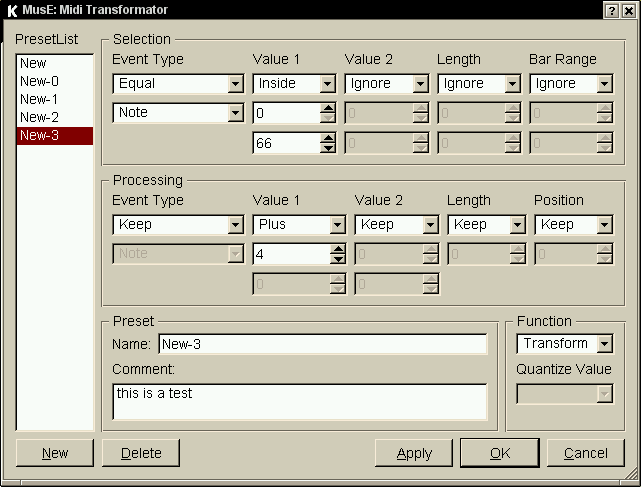 K MusE: Midi Transformator ? X
PresetList
New
New-0
New-1
New-2
New-3
Selection
Event Type Value 1 Value 2 Length Bar Range
Equal Inside Ignore Ignore Ignore
Note 0 0 0 0
66 0 0 0
Processing
Event Type Value 1 Value 2 Length Position
Keep Plus Keep Keep Keep
Note 4 0 0 0
0 0
Preset
Name: New-3
Comment:
this is a test
Function
Transform
Quantize Value
New Delete Apply OK Cancel